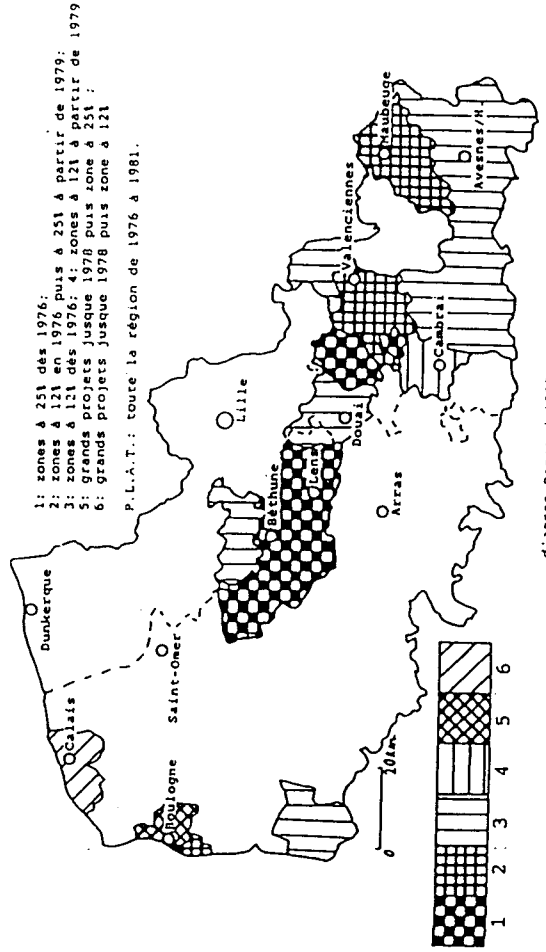 1: zones à 25% dès 1976:
2: zones à 12% en 1976 puis à 25% à partir de 1979:
3: zones à 12% dès 1976; 4: zones à 12% à partir de 1979
5: grands projets jusque 1978 puis zone à 25% ;
6: grands projets jusque 1978 puis zone à 12%
P.L.A.T.: toute la région de 1976 à 1981.
Dunkerque
Calais
Saint-Omer
Boulogne
Lille
Béthune
Lens
Douai
Arras
Valenciennes
Maubeuge
Cambrai
Avesnes/H.
0 10km
1 2 3 4 5 6